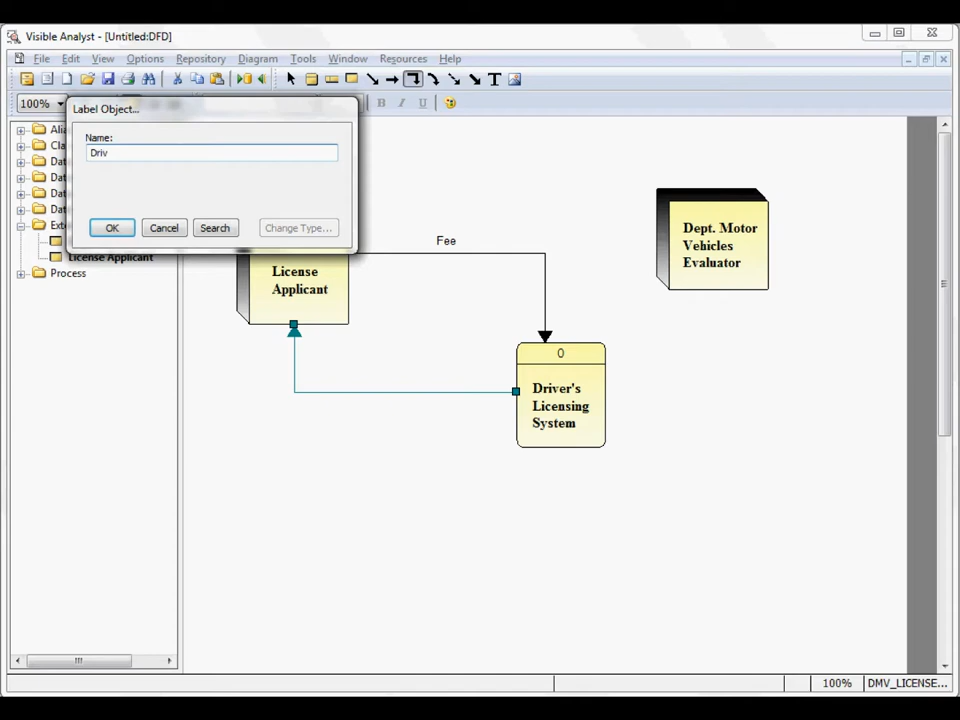 Visible Analyst - [Untitled:DFD]
File Edit View Options Repository Diagram Tools Window Resources Help
100% B I U
Label Object...
Name:
Driv
OK Cancel Search Change Type...
License Applicant
Process
License
Applicant
Fee
Dept. Motor
Vehicles
Evaluator
0
Driver's
Licensing
System
100% DMV_LICENSE...